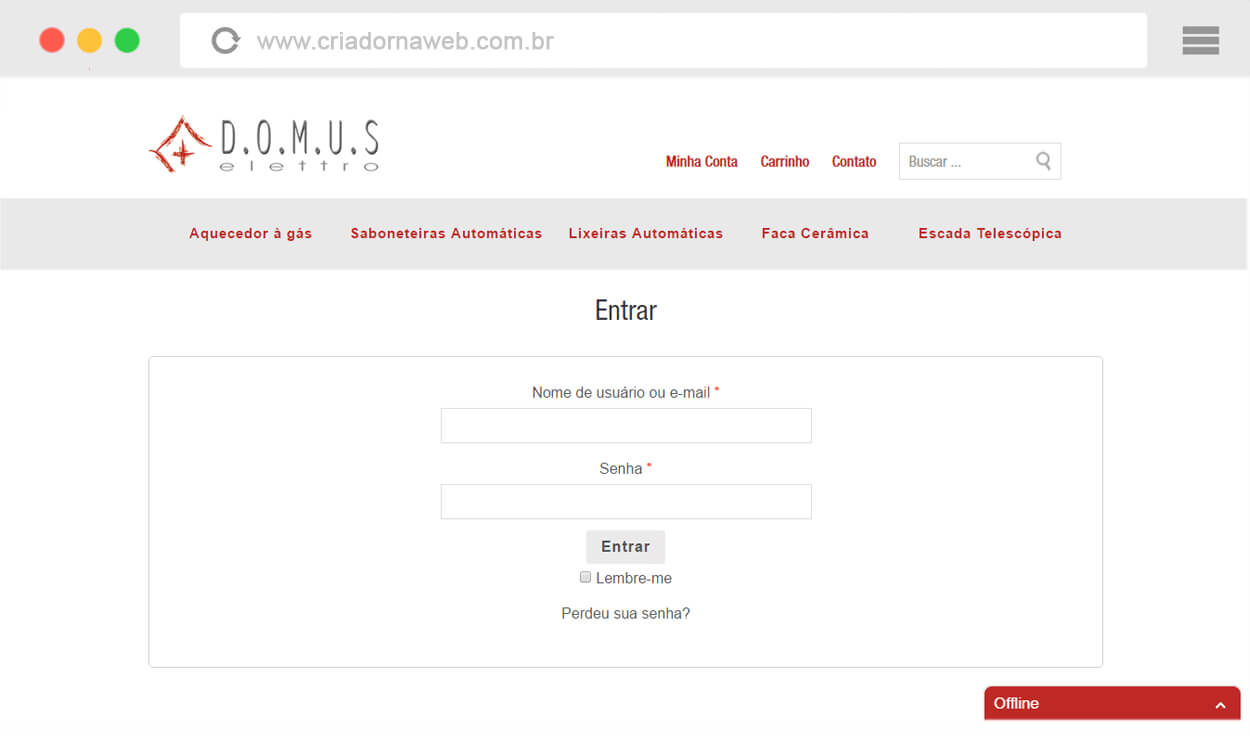 www.criadornaweb.com.br
D.O.M.U.S
elettro
Minha Conta Carrinho Contato Buscar ...
Aquecedor à gás Saboneteiras Automáticas Lixeiras Automáticas Faca Cerâmica Escada Telescópica
Entrar
Nome de usuário ou e-mail *
Senha *
Entrar
Lembre-me
Perdeu sua senha?
Offline